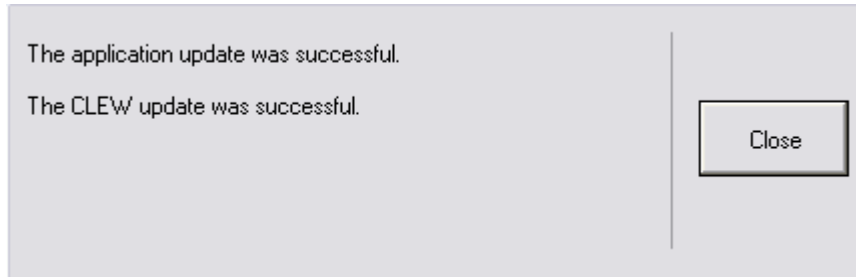 The application update was successful.
The CLEW update was successful.
Close